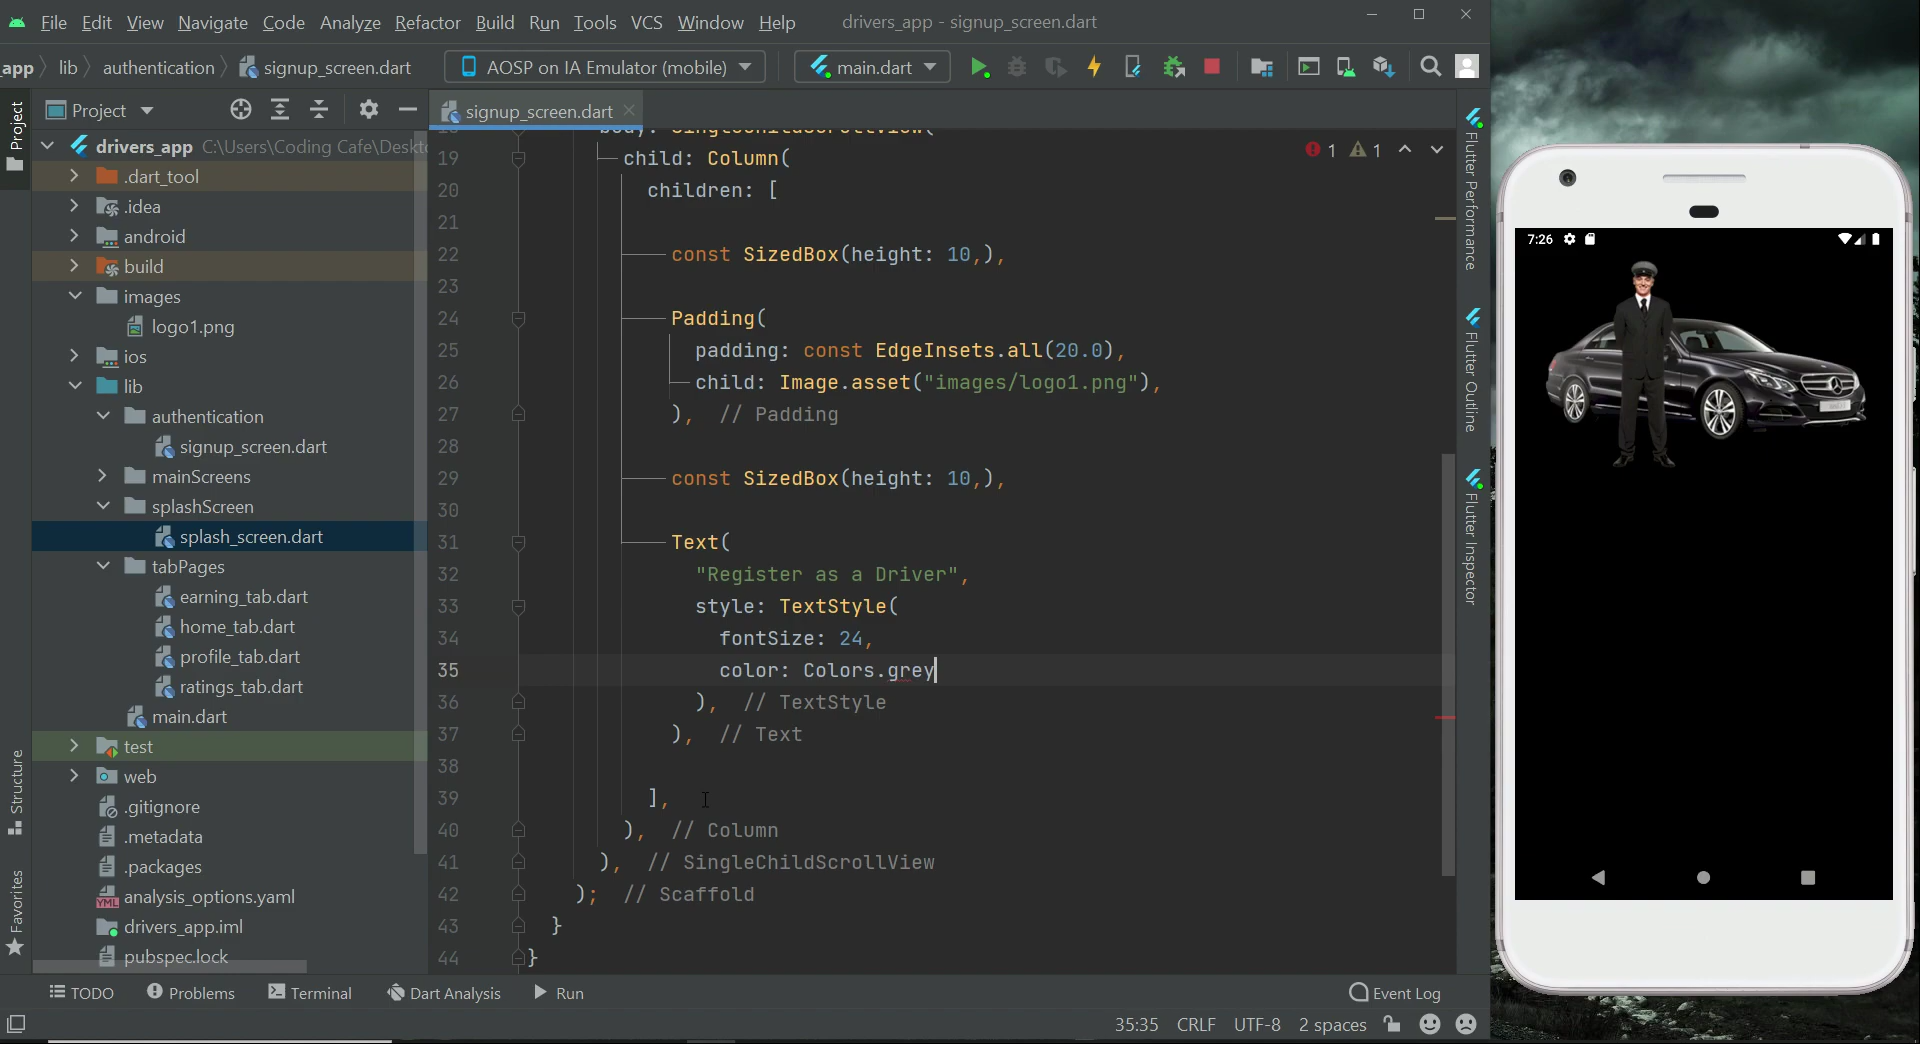 File Edit View Navigate Code Analyze Refactor Build Run Tools VCS Window Help drivers_app - signup_screen.dart
_app lib authentication signup_screen.dart AOSP on IA Emulator (mobile) main.dart
Project signup_screen.dart
drivers_app C:\Users\Coding Cafe\Deskto
.dart_tool
.idea
android
build
images
logo1.png
ios
lib
authentication
signup_screen.dart
mainScreens
splashScreen
splash_screen.dart
tabPages
earning_tab.dart
home_tab.dart
profile_tab.dart
ratings_tab.dart
main.dart
test
web
.gitignore
.metadata
.packages
analysis_options.yaml
drivers_app.iml
pubspec.lock
Project
Structure
Favorites
18 body: SingleChildScrollView(
19 child: Column(
20 children: [
21
22 const SizedBox(height: 10,),
23
24 Padding(
25 padding: const EdgeInsets.all(20.0),
26 child: Image.asset("images/logo1.png"),
27 ), // Padding
28
29 const SizedBox(height: 10,),
30
31 Text(
32 "Register as a Driver",
33 style: TextStyle(
34 fontSize: 24,
35 color: Colors.grey
36 ), // TextStyle
37 ), // Text
38
39 ],
40 ), // Column
41 ), // SingleChildScrollView
42 ); // Scaffold
43 }
44 }
1 1
Flutter Performance
Flutter Outline
Flutter Inspector
7:26
TODO Problems Terminal Dart Analysis Run Event Log
35:35 CRLF UTF-8 2 spaces